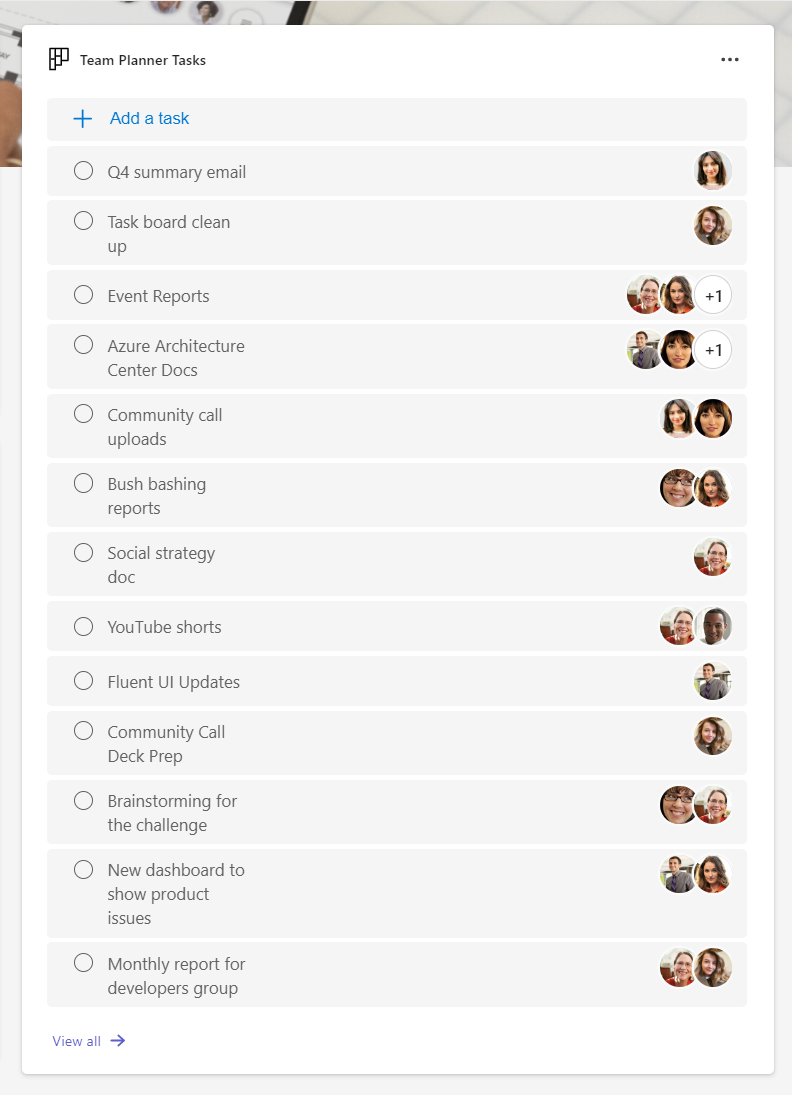 Team Planner Tasks
Add a task
Q4 summary email
Task board clean
up
Event Reports
+1
Azure Architecture
Center Docs
+1
Community call
uploads
Bush bashing
reports
Social strategy
doc
YouTube shorts
Fluent UI Updates
Community Call
Deck Prep
Brainstorming for
the challenge
New dashboard to
show product
issues
Monthly report for
developers group
View all